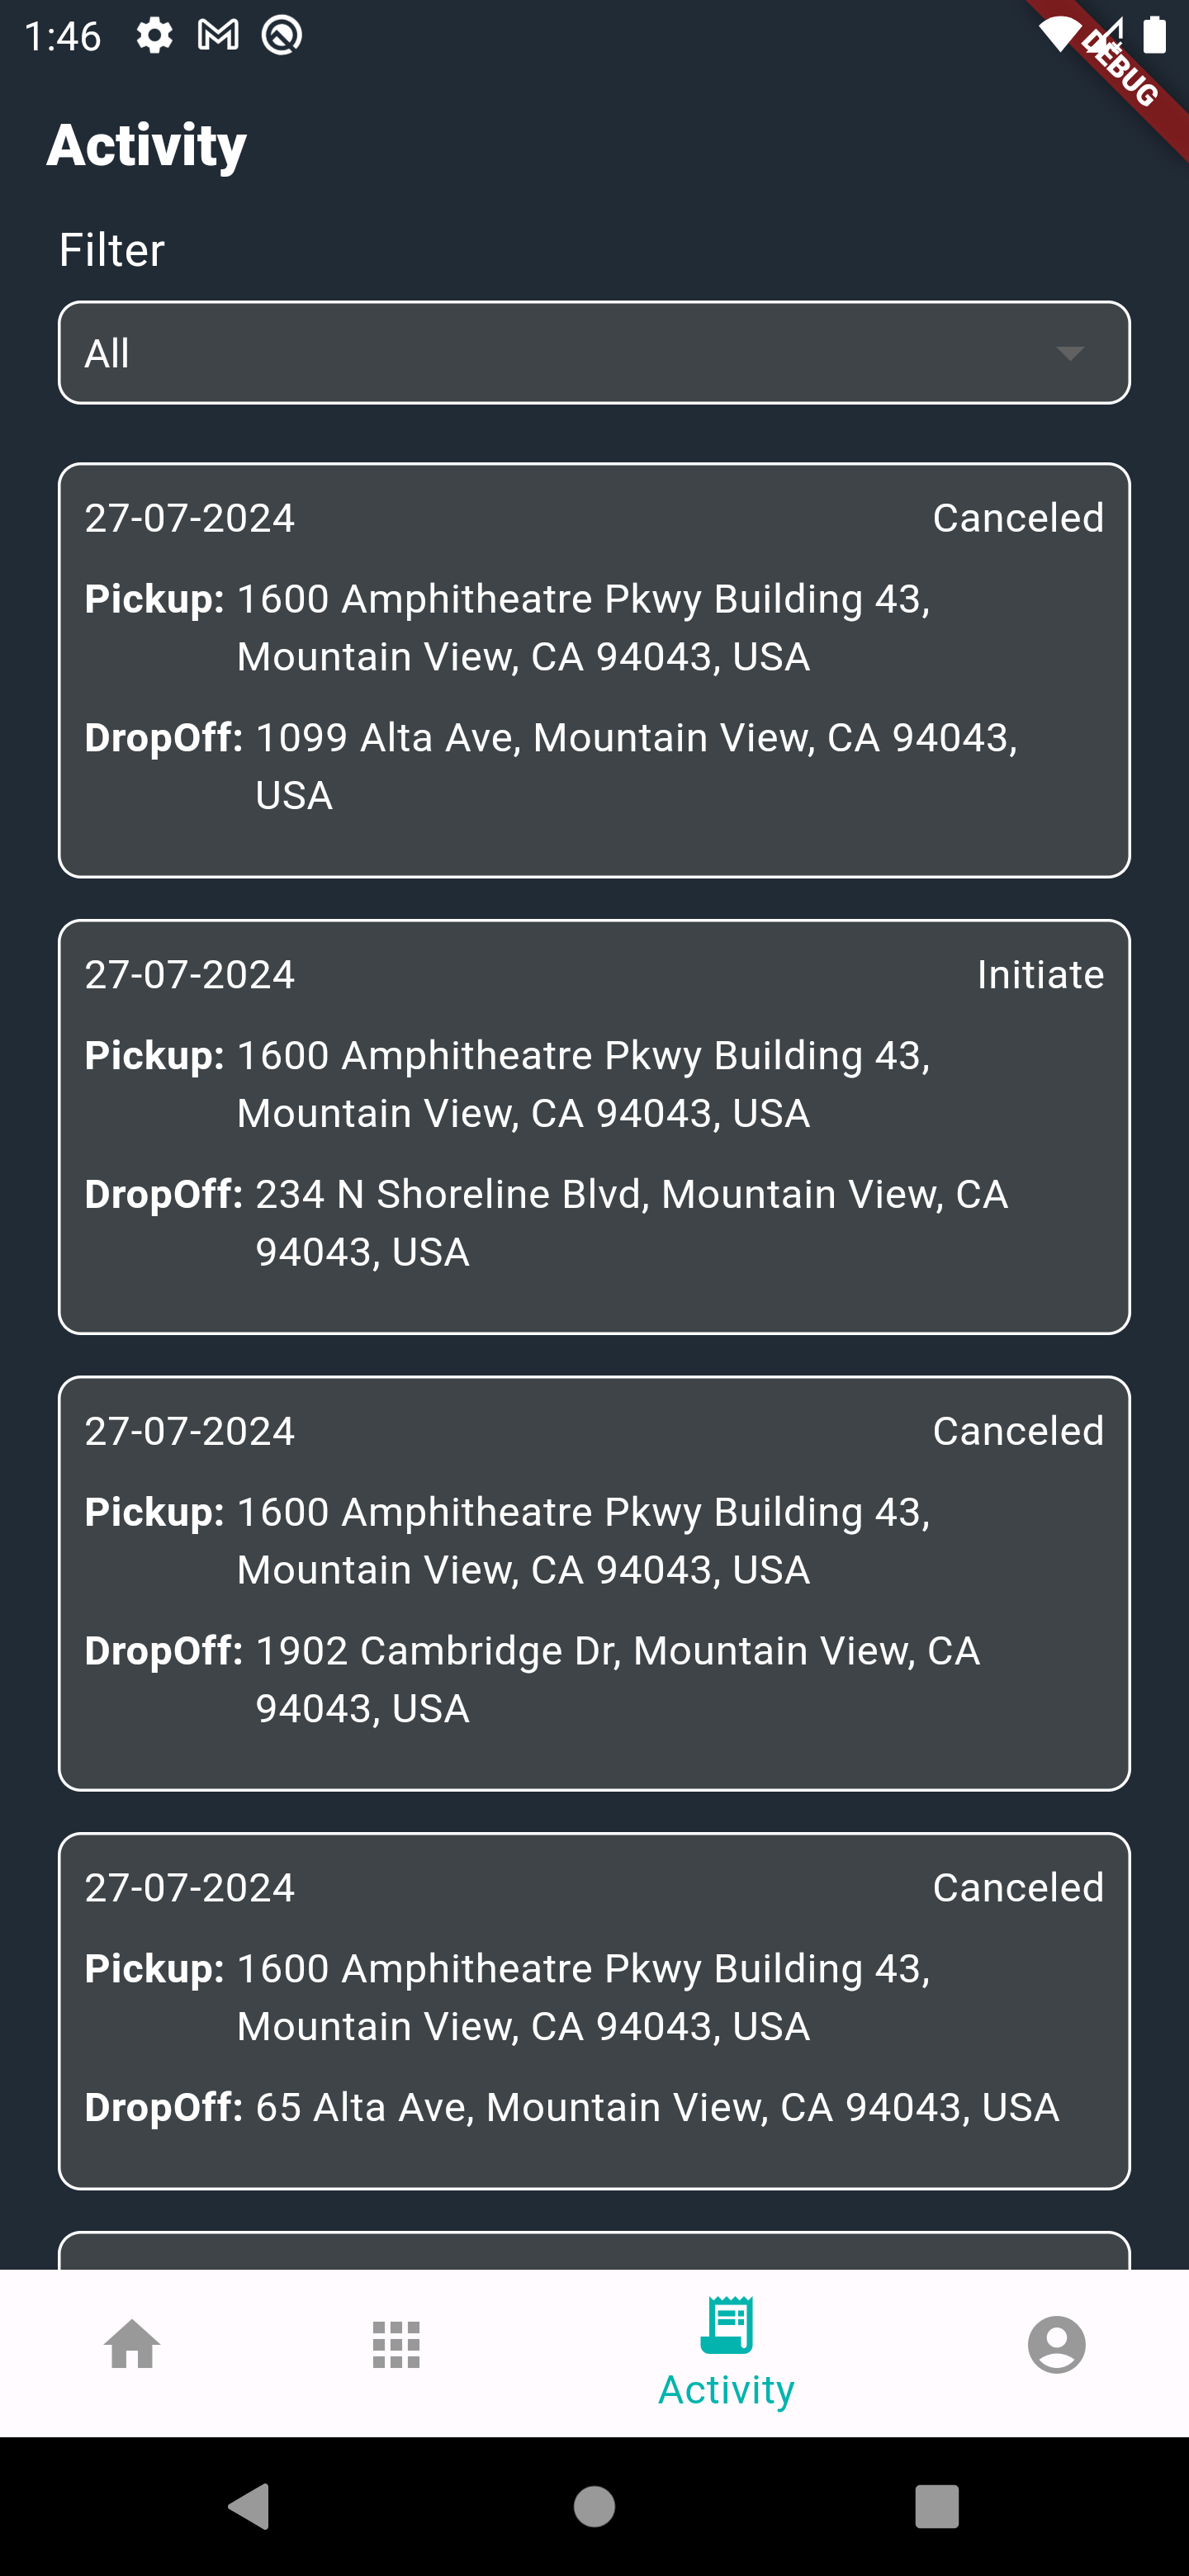 1:46
DEBUG
Activity
Filter
All
27-07-2024 Canceled
Pickup: 1600 Amphitheatre Pkwy Building 43,
Mountain View, CA 94043, USA
DropOff: 1099 Alta Ave, Mountain View, CA 94043,
USA
27-07-2024 Initiate
Pickup: 1600 Amphitheatre Pkwy Building 43,
Mountain View, CA 94043, USA
DropOff: 234 N Shoreline Blvd, Mountain View, CA
94043, USA
27-07-2024 Canceled
Pickup: 1600 Amphitheatre Pkwy Building 43,
Mountain View, CA 94043, USA
DropOff: 1902 Cambridge Dr, Mountain View, CA
94043, USA
27-07-2024 Canceled
Pickup: 1600 Amphitheatre Pkwy Building 43,
Mountain View, CA 94043, USA
DropOff: 65 Alta Ave, Mountain View, CA 94043, USA
Activity